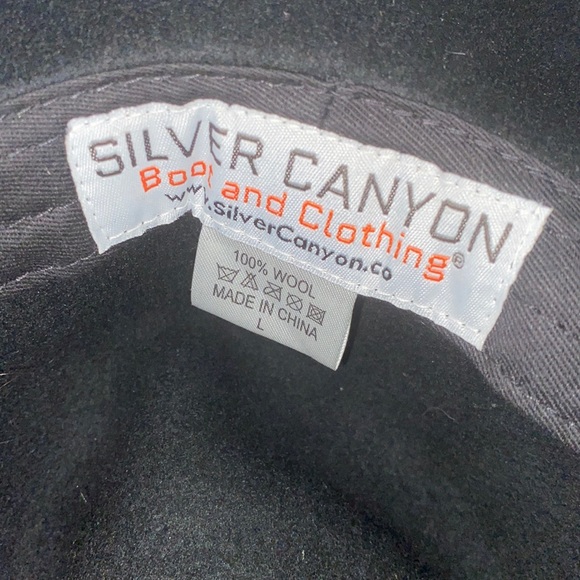 SILVER CANYON
Boot and Clothing®
www.silverCanyon.co
100% WOOL
MADE IN CHINA
L